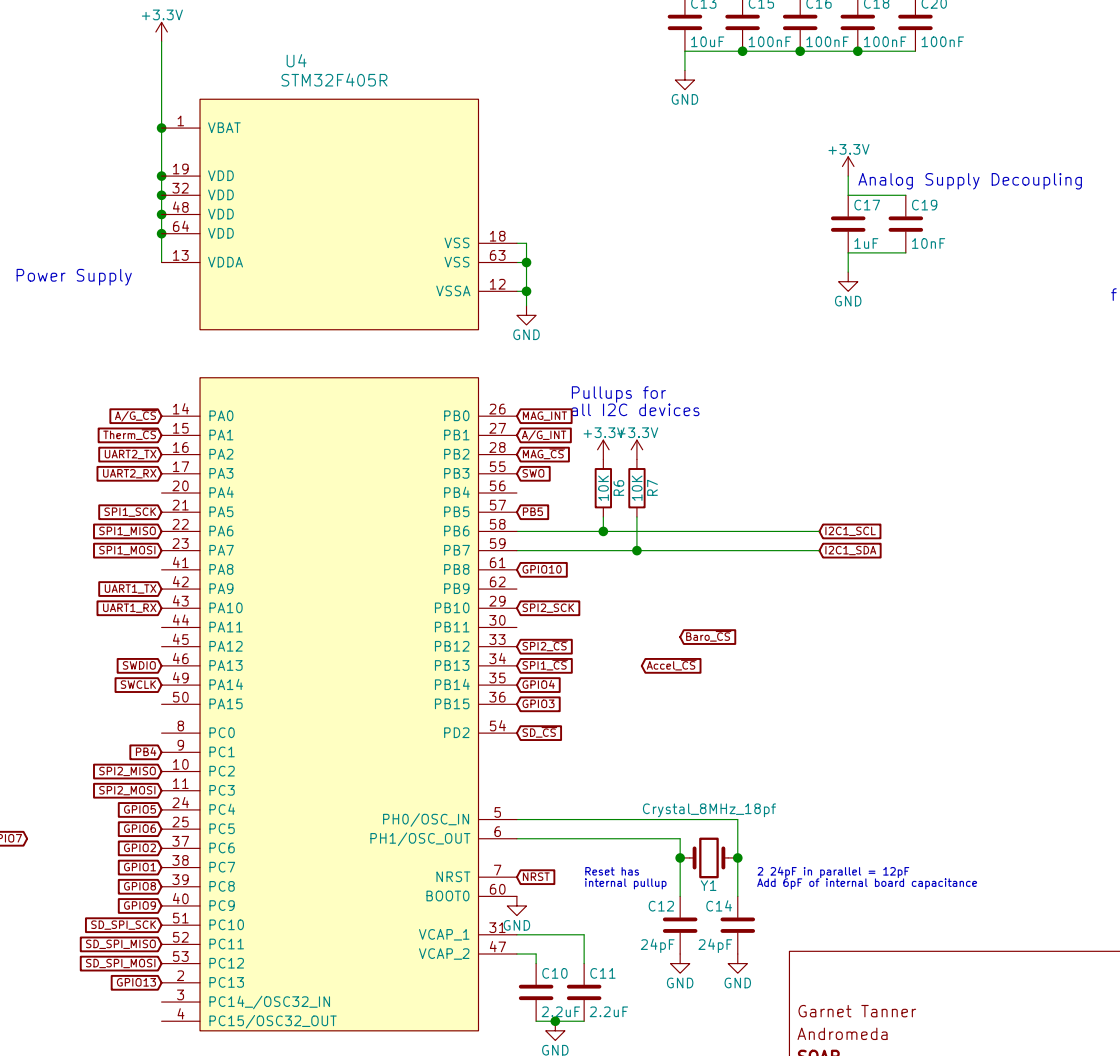 C13
C15
C16
C18
C20
10uF
100nF
100nF
100nF
100nF
GND
+3.3V
U4
STM32F405R
1 VBAT
19 VDD
32 VDD
48 VDD
64 VDD
13 VDDA
VSS 18
VSS 63
VSSA 12
GND
Power Supply
+3.3V
Analog Supply Decoupling
C17
C19
1uF
10nF
GND
f
A/G_CS 14 PA0
Therm_CS 15 PA1
UART2_TX 16 PA2
UART2_RX 17 PA3
20 PA4
SPI1_SCK 21 PA5
SPI1_MISO 22 PA6
SPI1_MOSI 23 PA7
41 PA8
UART1_TX 42 PA9
UART1_RX 43 PA10
44 PA11
45 PA12
SWDIO 46 PA13
SWCLK 49 PA14
50 PA15
8 PC0
PB4 9 PC1
SPI2_MISO 10 PC2
SPI2_MOSI 11 PC3
GPIO5 24 PC4
GPIO6 25 PC5
GPIO2 37 PC6
GPIO1 38 PC7
GPIO8 39 PC8
GPIO9 40 PC9
SD_SPI_SCK 51 PC10
SD_SPI_MISO 52 PC11
SD_SPI_MOSI 53 PC12
GPIO13 2 PC13
3 PC14_/OSC32_IN
4 PC15/OSC32_OUT
PIO7
PB0 26 MAG_INT
PB1 27 A/G_INT
PB2 28 MAG_CS
PB3 55 SWO
PB4 56
PB5 57 PB5
PB6 58 I2C1_SCL
PB7 59 I2C1_SDA
PB8 61 GPIO10
PB9 62
PB10 29 SPI2_SCK
PB11 30
PB12 33 SPI2_CS
PB13 34 SPI1_CS
PB14 35 GPIO4
PB15 36 GPIO3
PD2 54 SD_CS
PH0/OSC_IN 5
PH1/OSC_OUT 6
NRST 7 NRST
BOOT0 60
GND
VCAP_1 31
VCAP_2 47
Pullups for
all I2C devices
+3.3V
+3.3V
10K
R6
10K
R7
Baro_CS
Accel_CS
Crystal_8MHz_18pf
Y1
Reset has
internal pullup
2 24pF in parallel = 12pF
Add 6pF of internal board capacitance
C12
C14
24pF
24pF
GND
GND
C10
C11
2.2uF
2.2uF
GND
Garnet Tanner
Andromeda
SOAR